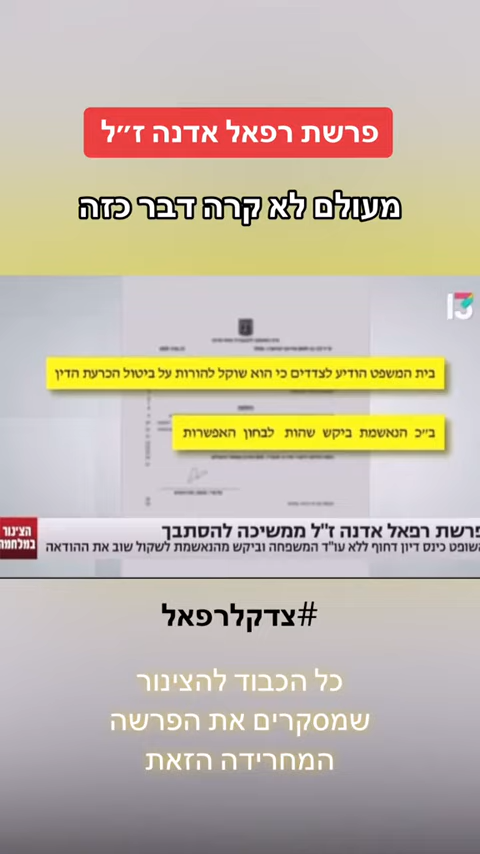 פרשת רפאל אדנה ז״ל
מעולם לא קרה דבר כזה
13
בית המשפט הודיע לצדדים כי הוא שוקל להורות על ביטול הכרעת הדין
ב״כ הנאשמת ביקש שהות לבחון האפשרות
פרשת רפאל אדנה ז"ל ממשיכה להסתבך
השופט כינס דיון דחוף ללא עו"ד המשפחה וביקש מהנאשמת לשקול שוב את ההודאה
הצינור
במלחמה
#צדקלרפאל
כל הכבוד להצינור
שמסקרים את הפרשה
המחרידה הזאת